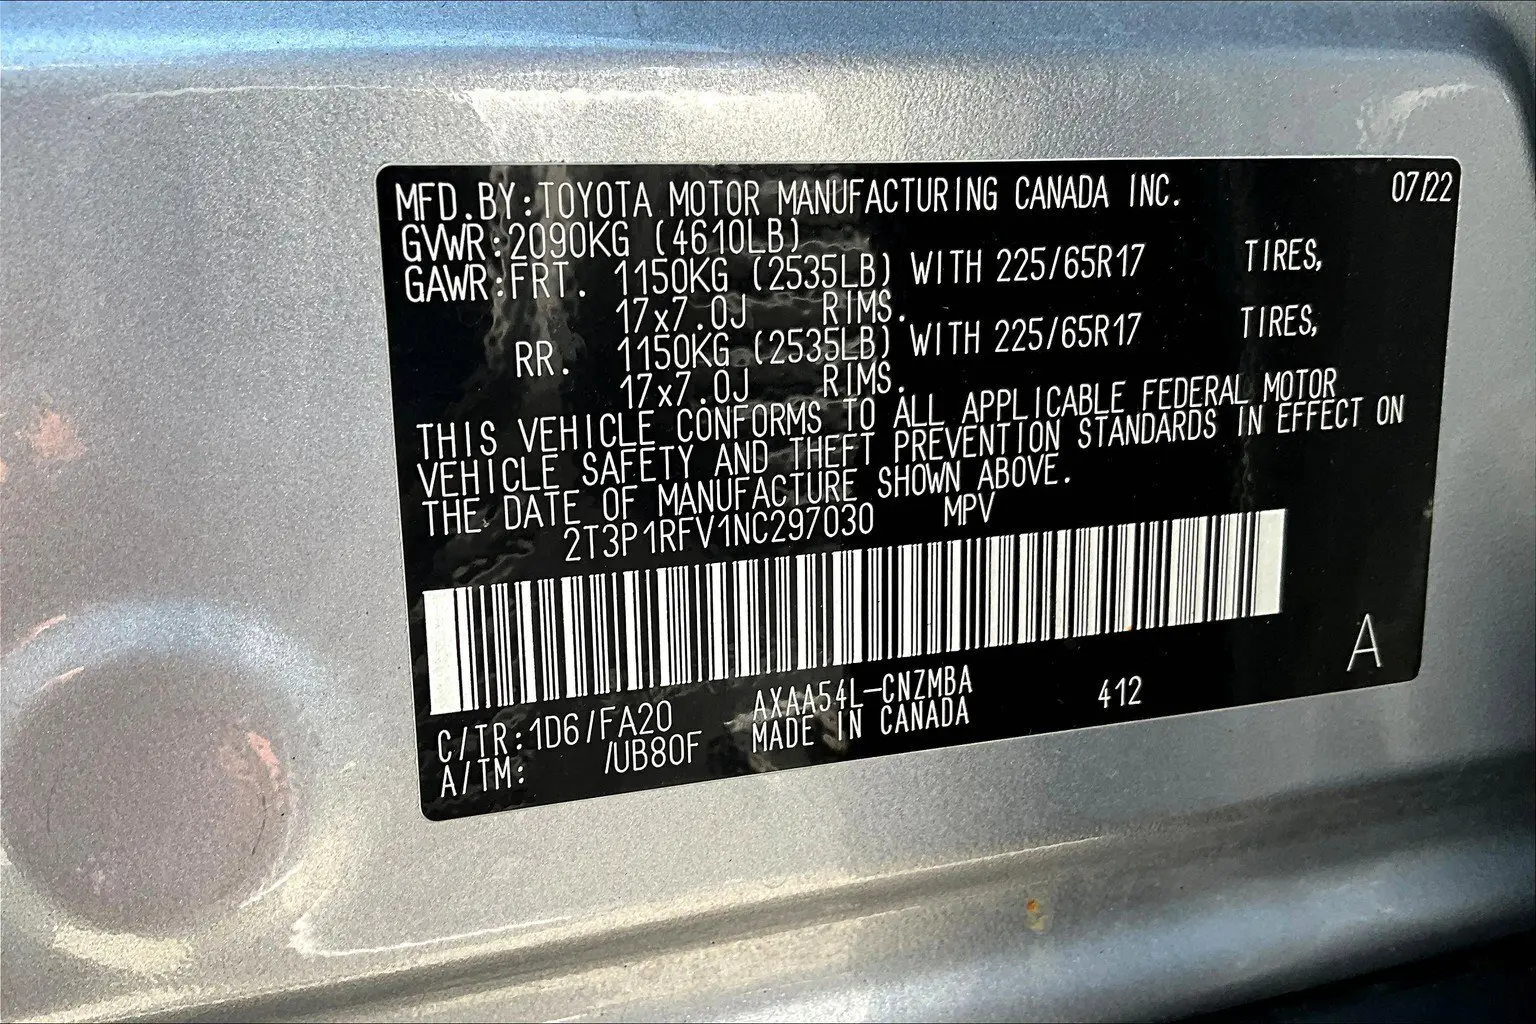 MFD.BY:TOYOTA MOTOR MANUFACTURING CANADA INC. 07/22
GVWR:2090KG (4610LB)
GAWR:FRT. 1150KG (2535LB) WITH 225/65R17 TIRES,
17x7.0J RIMS.
RR. 1150KG (2535LB) WITH 225/65R17 TIRES,
17x7.0J RIMS.
THIS VEHICLE CONFORMS TO ALL APPLICABLE FEDERAL MOTOR
VEHICLE SAFETY AND THEFT PREVENTION STANDARDS IN EFFECT ON
THE DATE OF MANUFACTURE SHOWN ABOVE.
2T3P1RFV1NC297030 MPV
A
C/TR:1D6/FA20 AXAA54L-CNZMBA 412
A/TM: /UB80F MADE IN CANADA